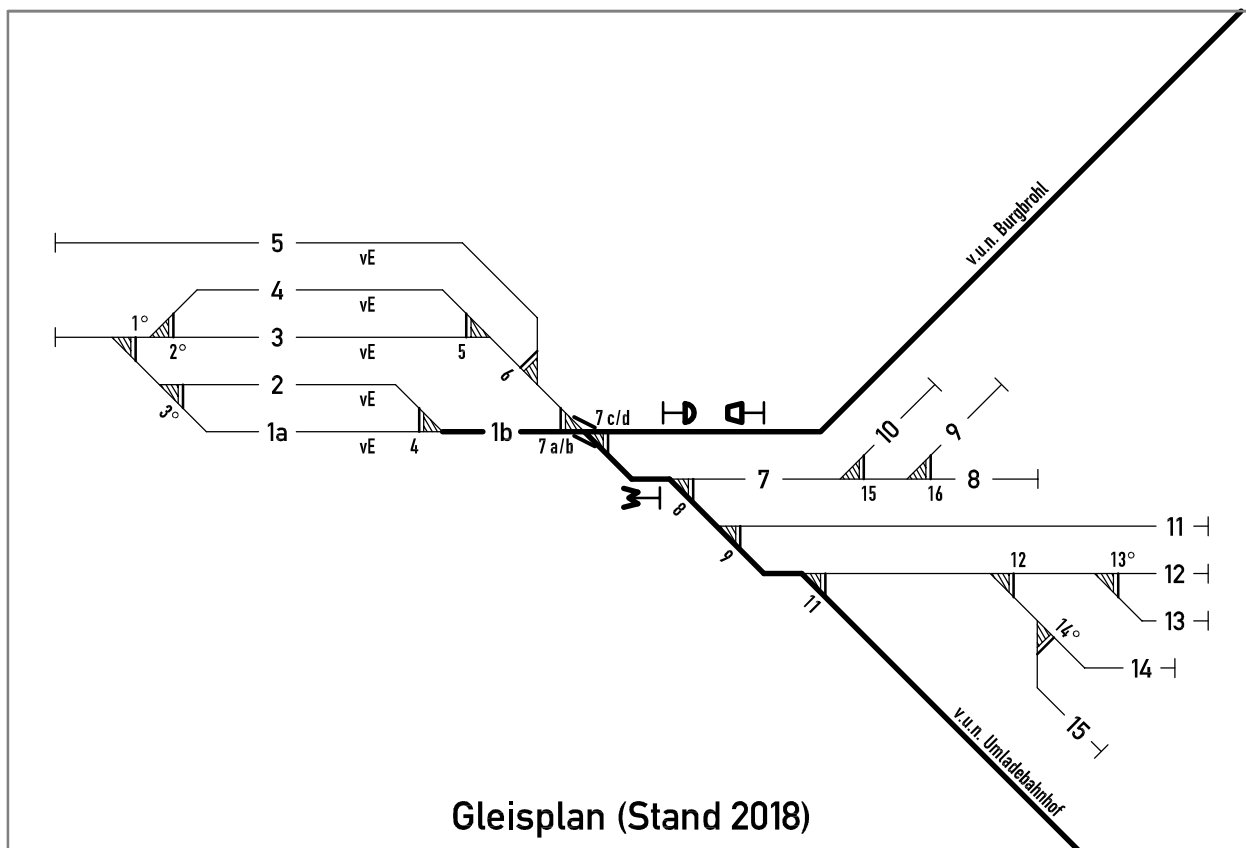 v.u.n. Burgbrohl
5
vE
4
vE
1°
2°
3
vE
5
6
2
vE
3°
1a
vE
4
1b
7 c/d
7 a/b
10
9
7
8
15
16
8
9
11
12
13°
12
11
13
14°
14
15
v.u.n. Umladebahnhof
Gleisplan (Stand 2018)